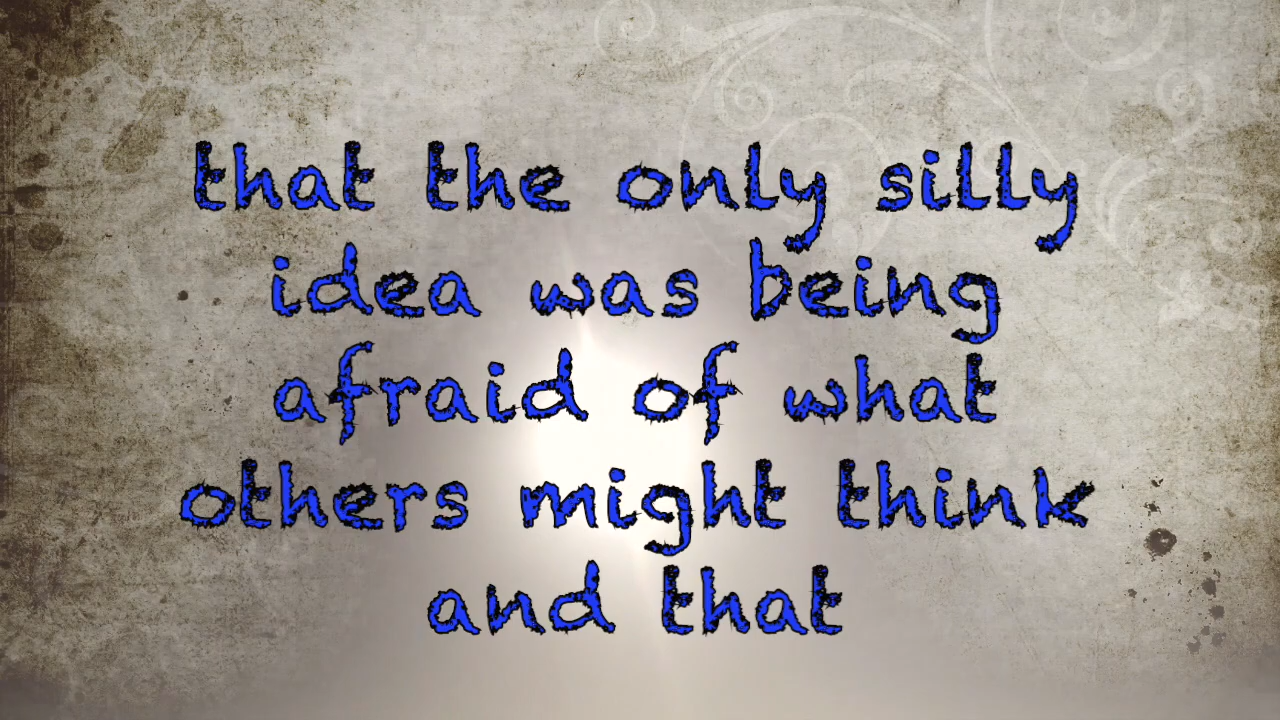 that the only silly
idea was being
afraid of what
others might think
and that